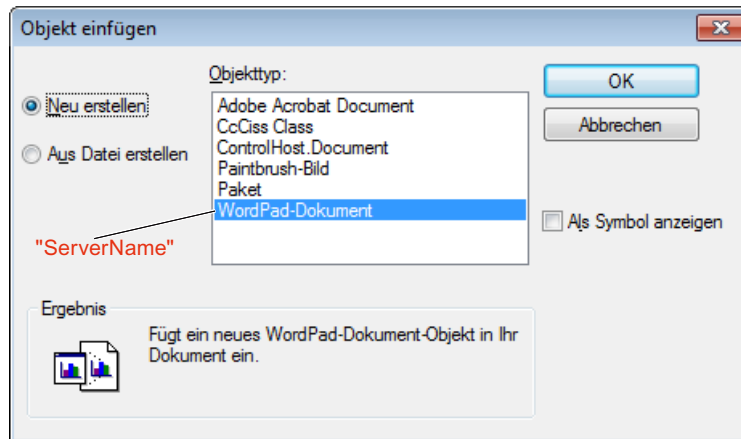 Objekt einfügen
Objekttyp:
Neu erstellen
Aus Datei erstellen
Adobe Acrobat Document
CcCiss Class
ControlHost.Document
Paintbrush-Bild
Paket
WordPad-Dokument
OK
Abbrechen
Als Symbol anzeigen
"ServerName"
Ergebnis
Fügt ein neues WordPad-Dokument-Objekt in Ihr
Dokument ein.